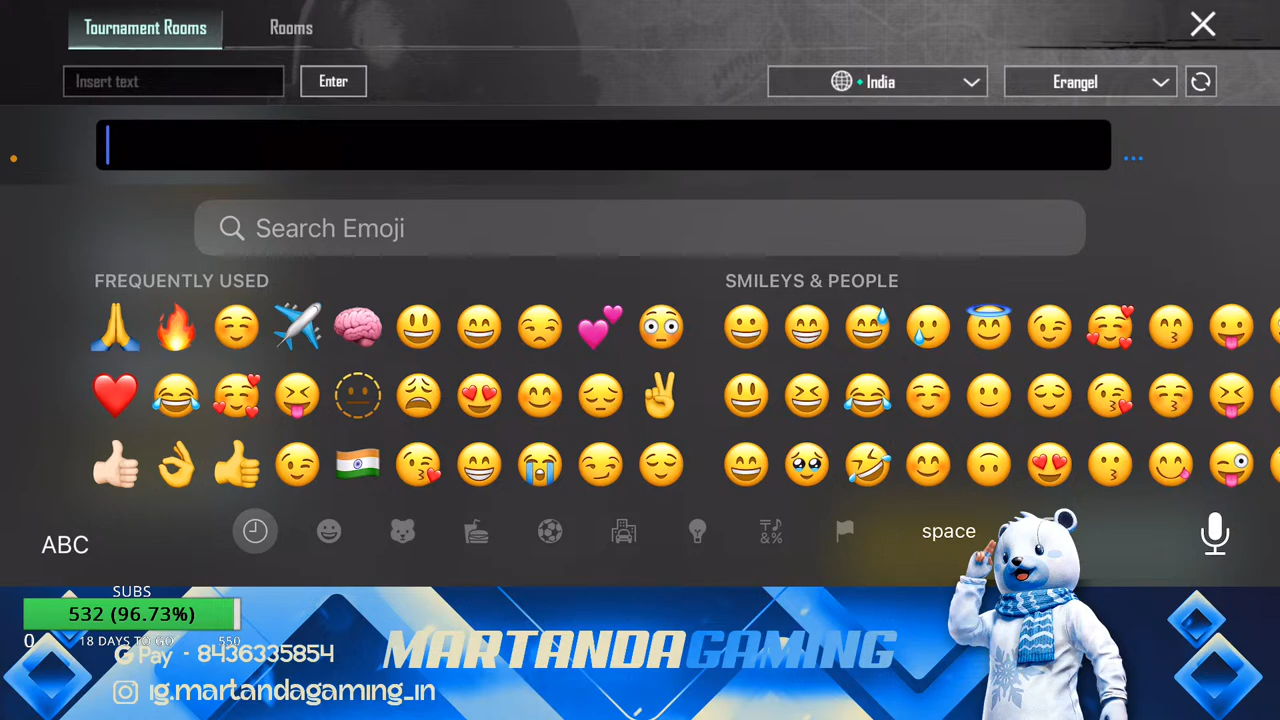 Tournament Rooms
Rooms
Insert text
Enter
India
Erangel
...
Search Emoji
FREQUENTLY USED
SMILEYS & PEOPLE
ABC
space
SUBS
532 (96.73%)
0
18 DAYS TO GO
550
G Pay - 8436335854
MARTANDAGAMING
ig.martandagaming_in